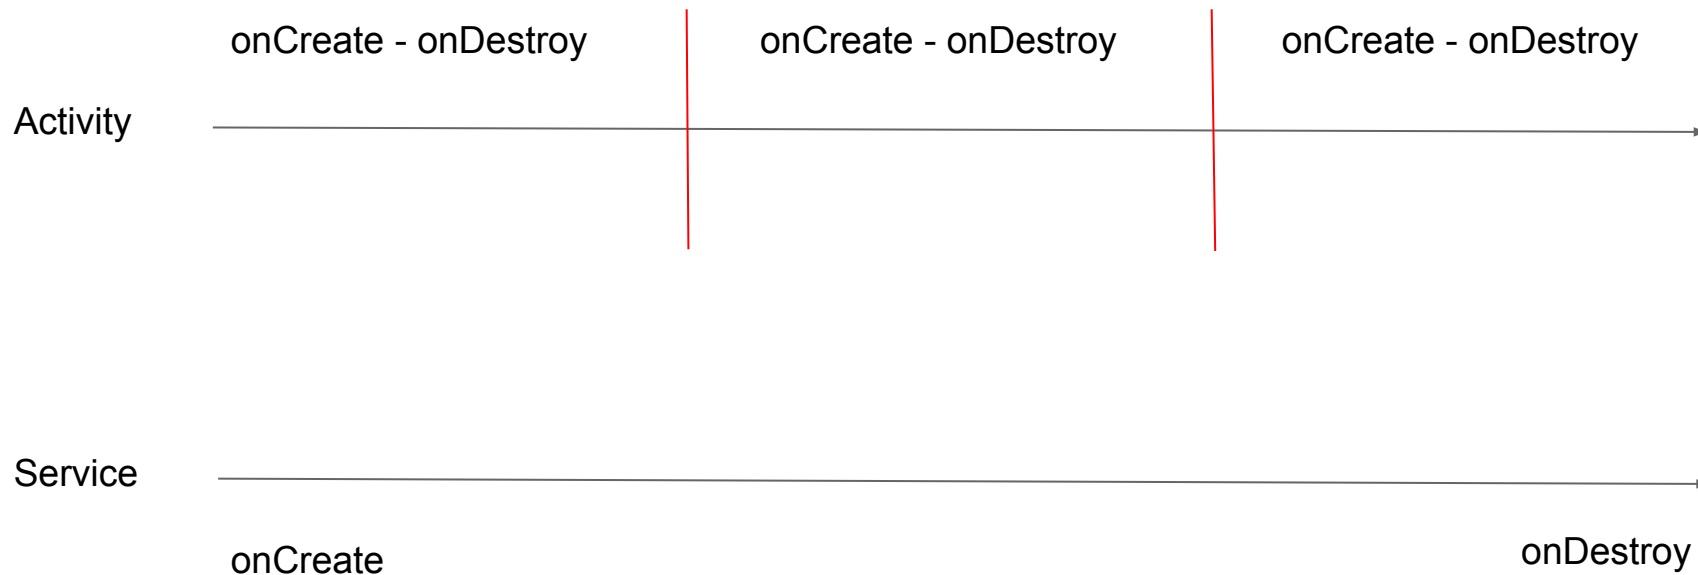 onCreate - onDestroy
onCreate - onDestroy
onCreate - onDestroy
Activity
Service
onCreate
onDestroy